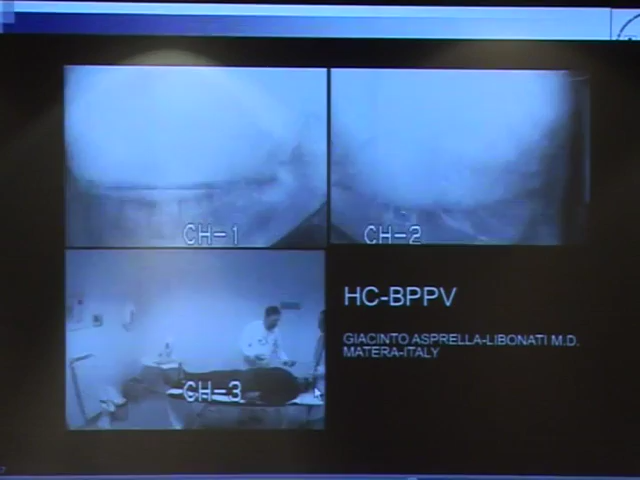 CH-1
CH-2
CH-3
HC-BPPV
GIACINTO ASPRELLA-LIBONATI M.D.
MATERA-ITALY